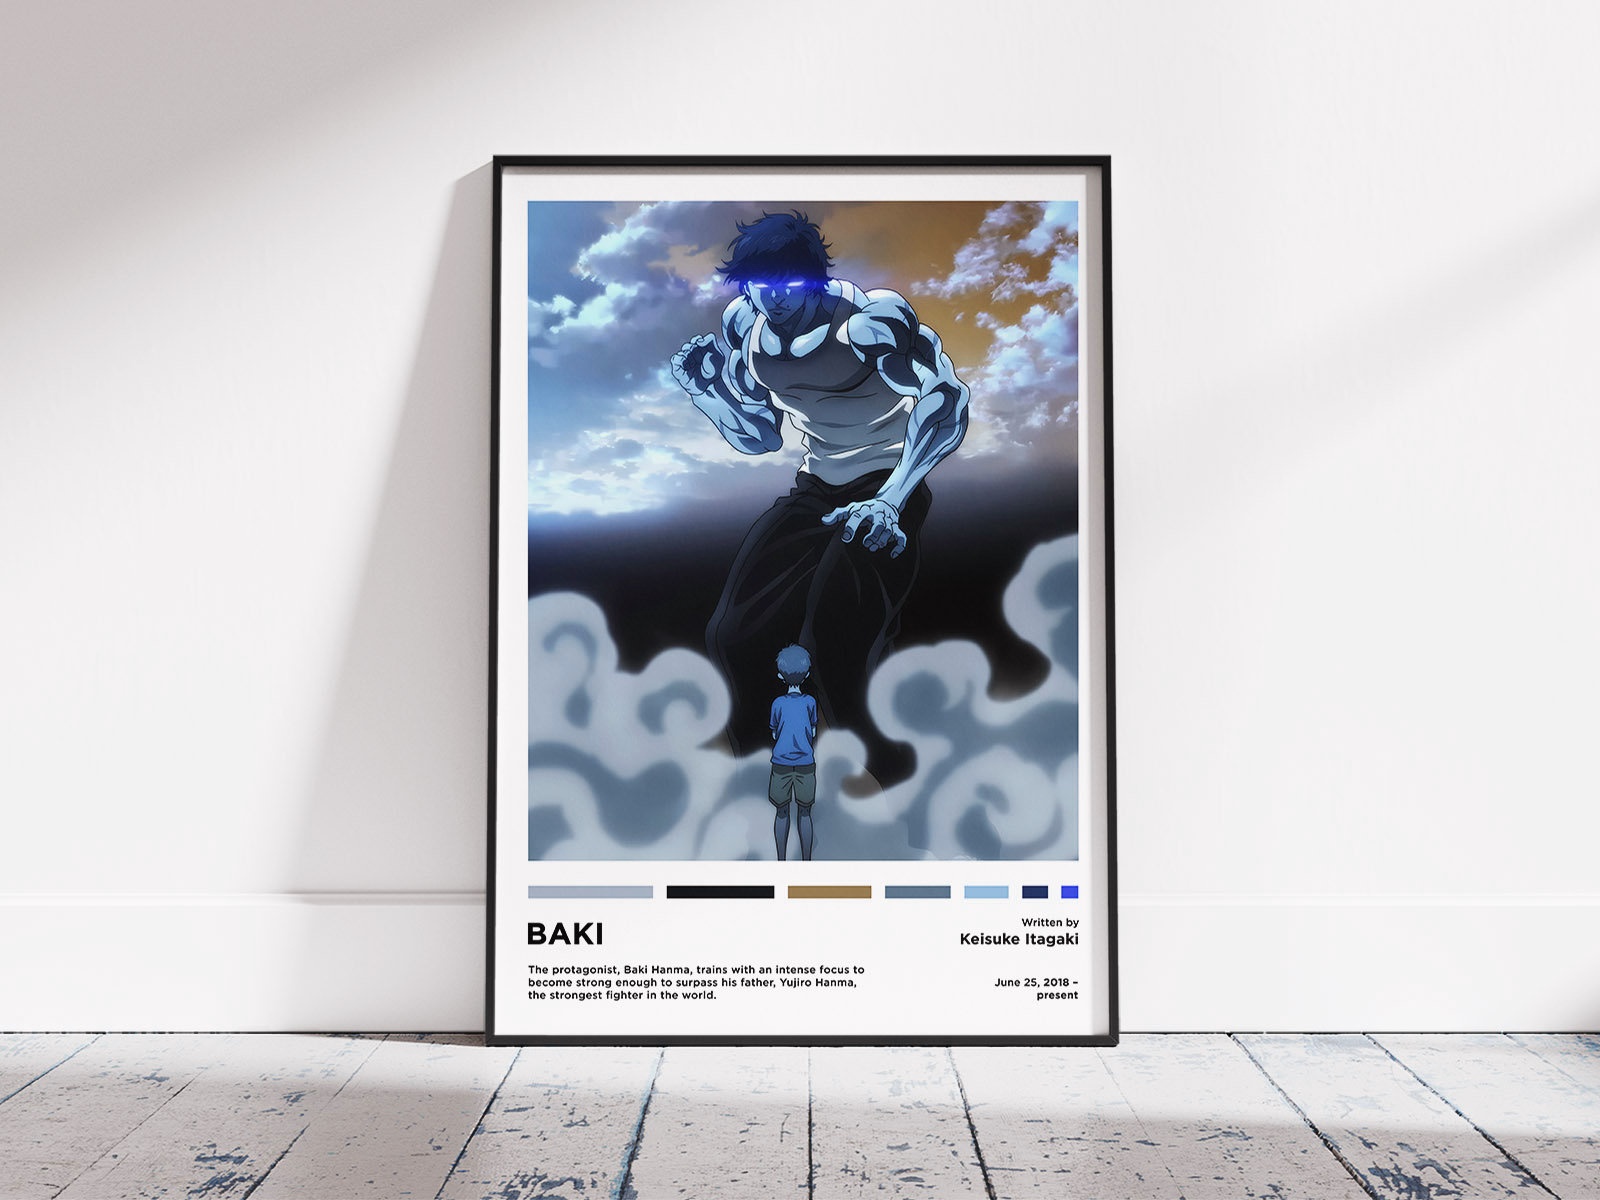 BAKI
The protagonist, Baki Hanma, trains with an intense focus to
become strong enough to surpass his father, Yujiro Hanma,
the strongest fighter in the world.
Written by
Keisuke Itagaki
June 25, 2018 –
present